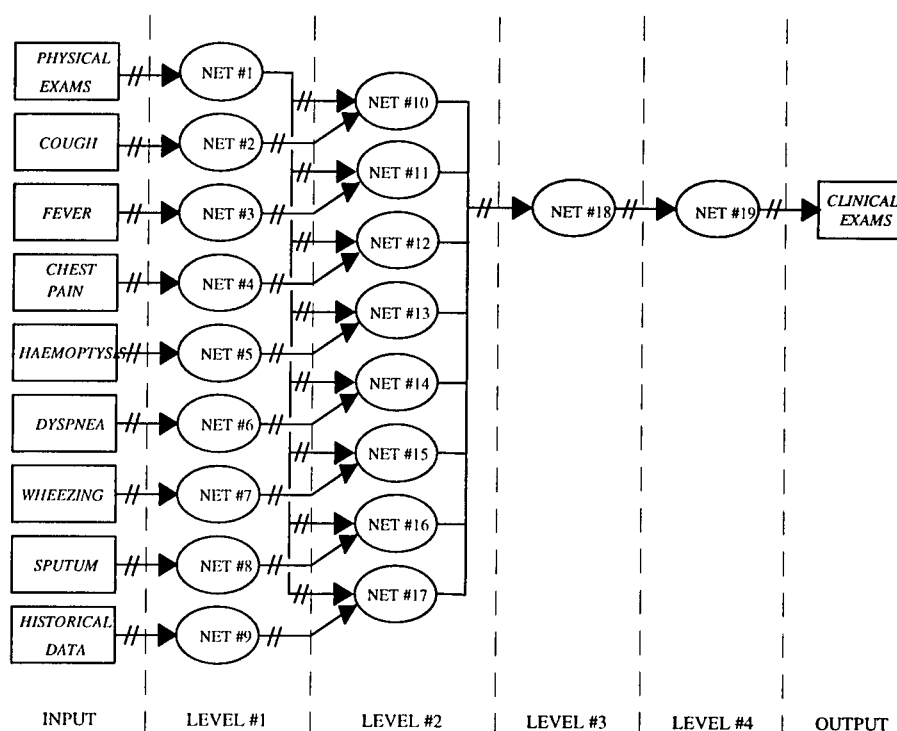 PHYSICAL
EXAMS
COUGH
FEVER
CHEST
PAIN
HAEMOPTYSIS
DYSPNEA
WHEEZING
SPUTUM
HISTORICAL
DATA
NET #1
NET #2
NET #3
NET #4
NET #5
NET #6
NET #7
NET #8
NET #9
NET #10
NET #11
NET #12
NET #13
NET #14
NET #15
NET #16
NET #17
NET #18
NET #19
CLINICAL
EXAMS
INPUT
LEVEL #1
LEVEL #2
LEVEL #3
LEVEL #4
OUTPUT